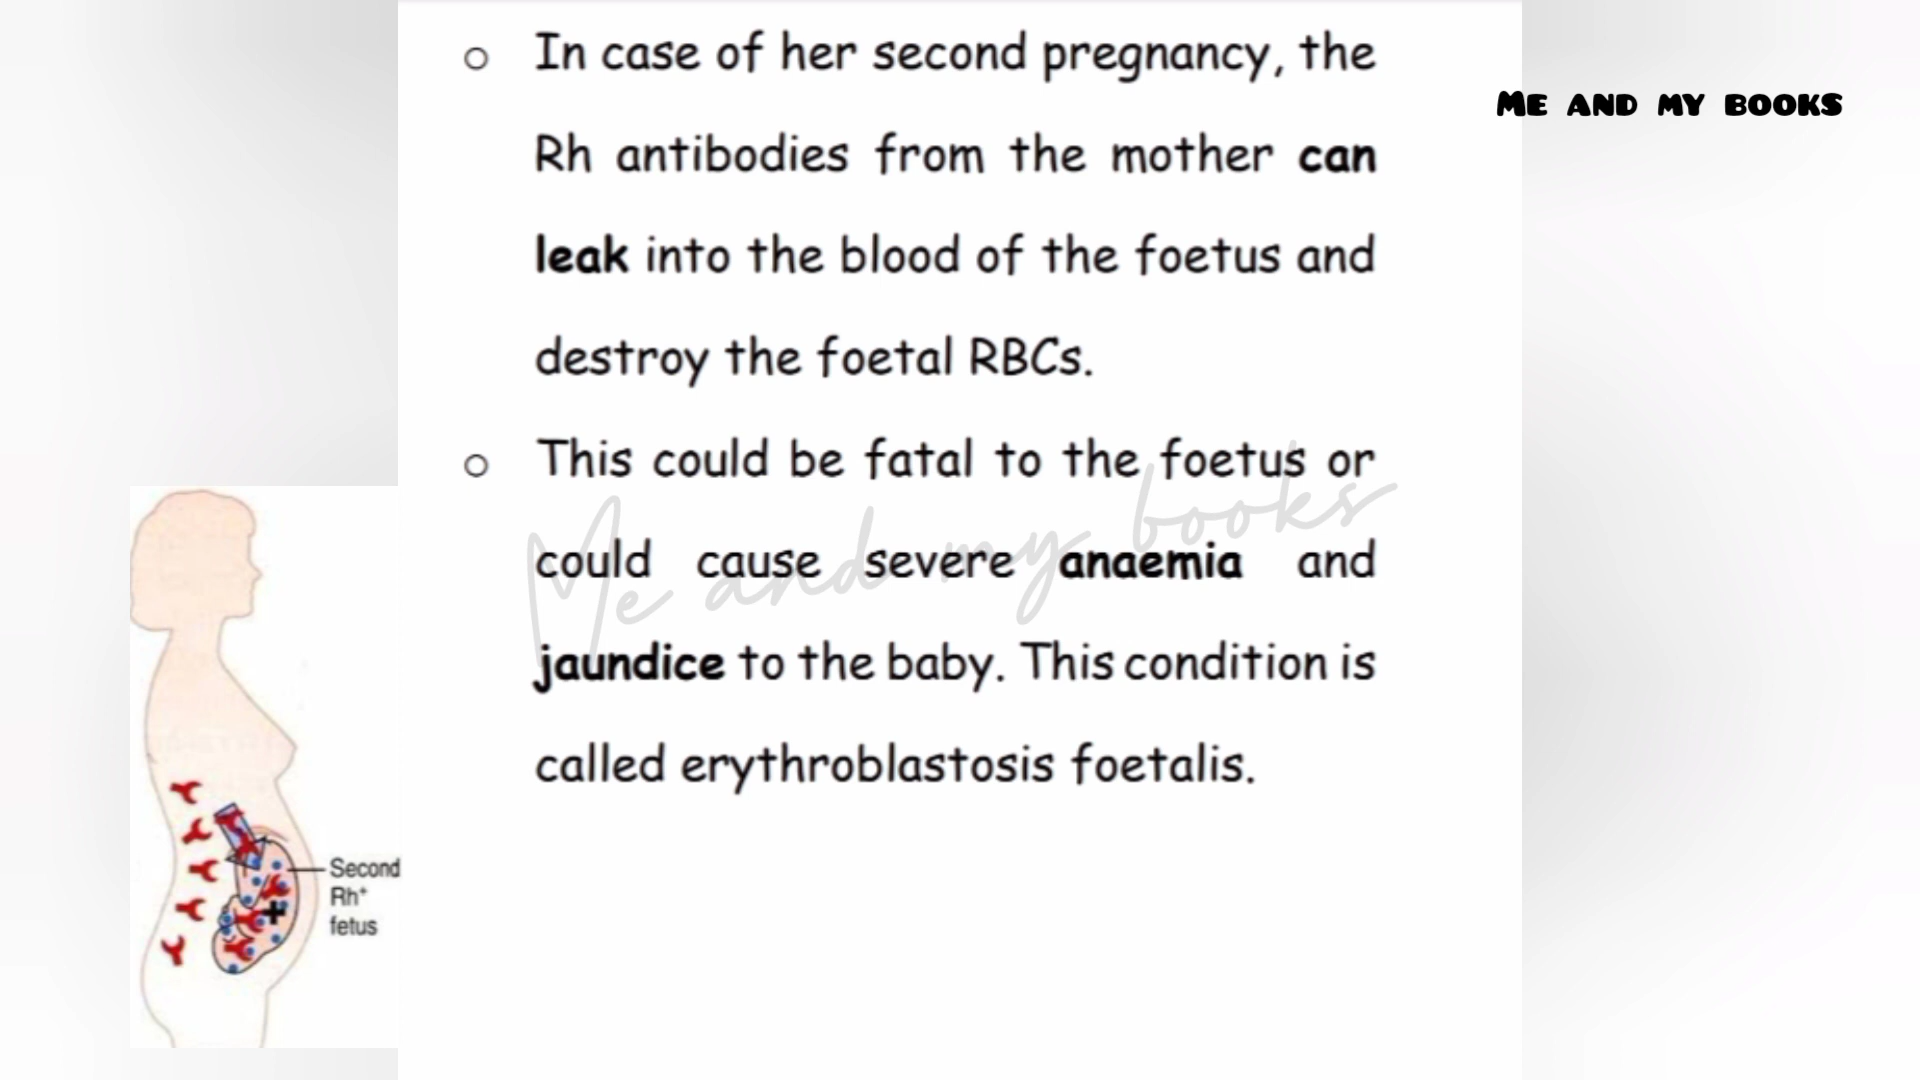 In case of her second pregnancy, the
Rh antibodies from the mother can
leak into the blood of the foetus and
destroy the foetal RBCs.
This could be fatal to the foetus or
could cause severe anaemia and
jaundice to the baby. This condition is
called erythroblastosis foetalis.
ME AND MY BOOKS
Me and my books
Second
Rh⁺
fetus